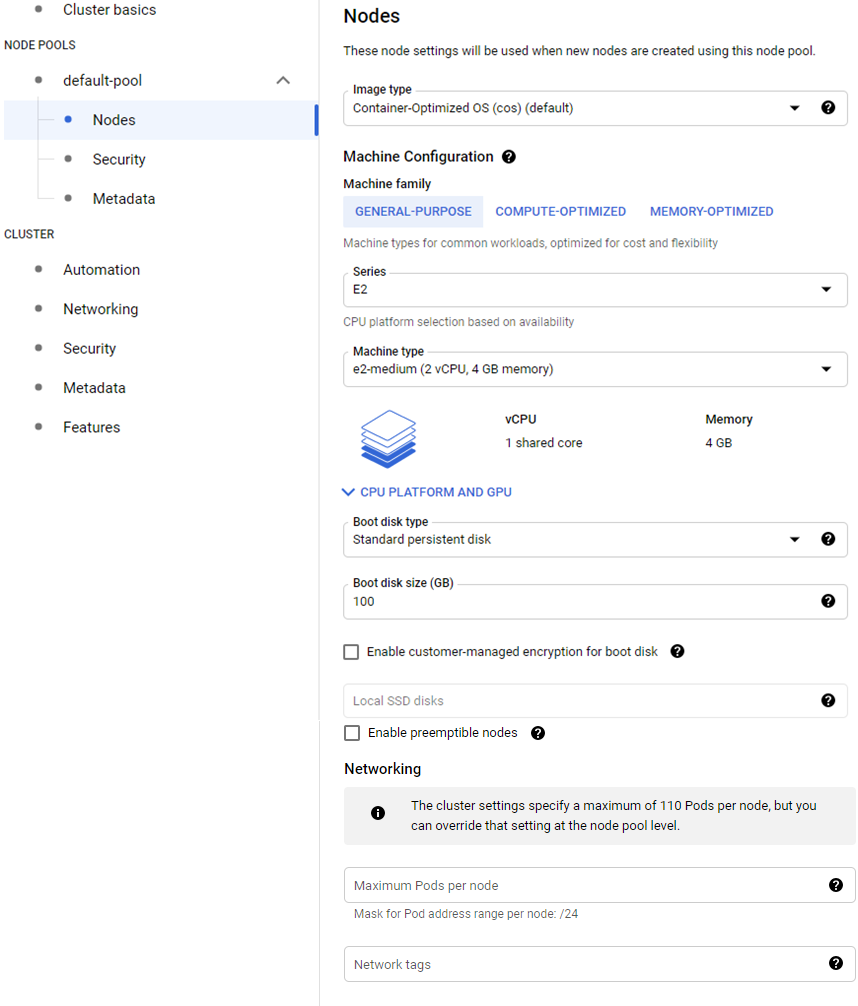 Cluster basics
NODE POOLS
default-pool
Nodes
Security
Metadata
CLUSTER
Automation
Networking
Security
Metadata
Features
Nodes
These node settings will be used when new nodes are created using this node pool.
Image type
Container-Optimized OS (cos) (default)
Machine Configuration
Machine family
GENERAL-PURPOSE COMPUTE-OPTIMIZED MEMORY-OPTIMIZED
Machine types for common workloads, optimized for cost and flexibility
Series
E2
CPU platform selection based on availability
Machine type
e2-medium (2 vCPU, 4 GB memory)
vCPU Memory
1 shared core 4 GB
CPU PLATFORM AND GPU
Boot disk type
Standard persistent disk
Boot disk size (GB)
100
Enable customer-managed encryption for boot disk
Local SSD disks
Enable preemptible nodes
Networking
The cluster settings specify a maximum of 110 Pods per node, but you
can override that setting at the node pool level.
Maximum Pods per node
Mask for Pod address range per node: /24
Network tags